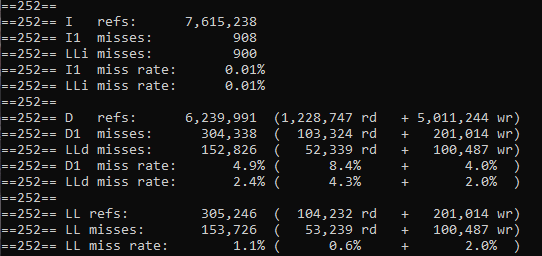 ==252==
==252== I   refs:      7,615,238
==252== I1  misses:          908
==252== LLi misses:          900
==252== I1  miss rate:      0.01%
==252== LLi miss rate:      0.01%
==252==
==252== D   refs:      6,239,991  (1,228,747 rd   + 5,011,244 wr)
==252== D1  misses:      304,338  (  103,324 rd   +   201,014 wr)
==252== LLd misses:      152,826  (   52,339 rd   +   100,487 wr)
==252== D1  miss rate:       4.9% (      8.4%     +       4.0%  )
==252== LLd miss rate:       2.4% (      4.3%     +       2.0%  )
==252==
==252== LL refs:         305,246  (  104,232 rd   +   201,014 wr)
==252== LL misses:       153,726  (   53,239 rd   +   100,487 wr)
==252== LL miss rate:        1.1% (      0.6%     +       2.0%  )